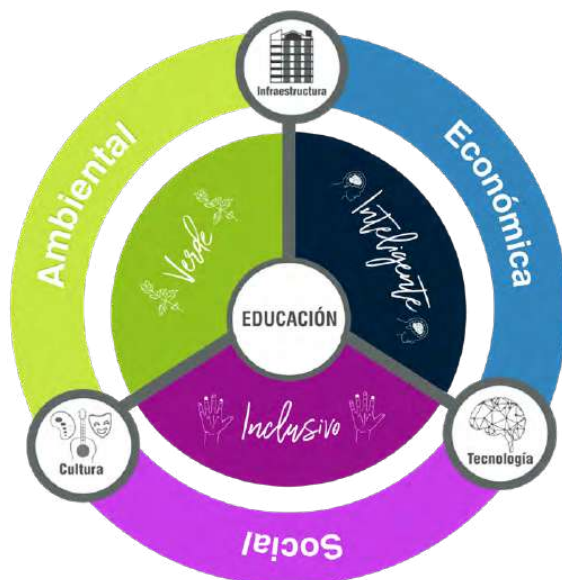 Infraestructura
Ambiental
Económica
Verde
Inteligente
EDUCACIÓN
Inclusivo
Cultura
Tecnología
Social